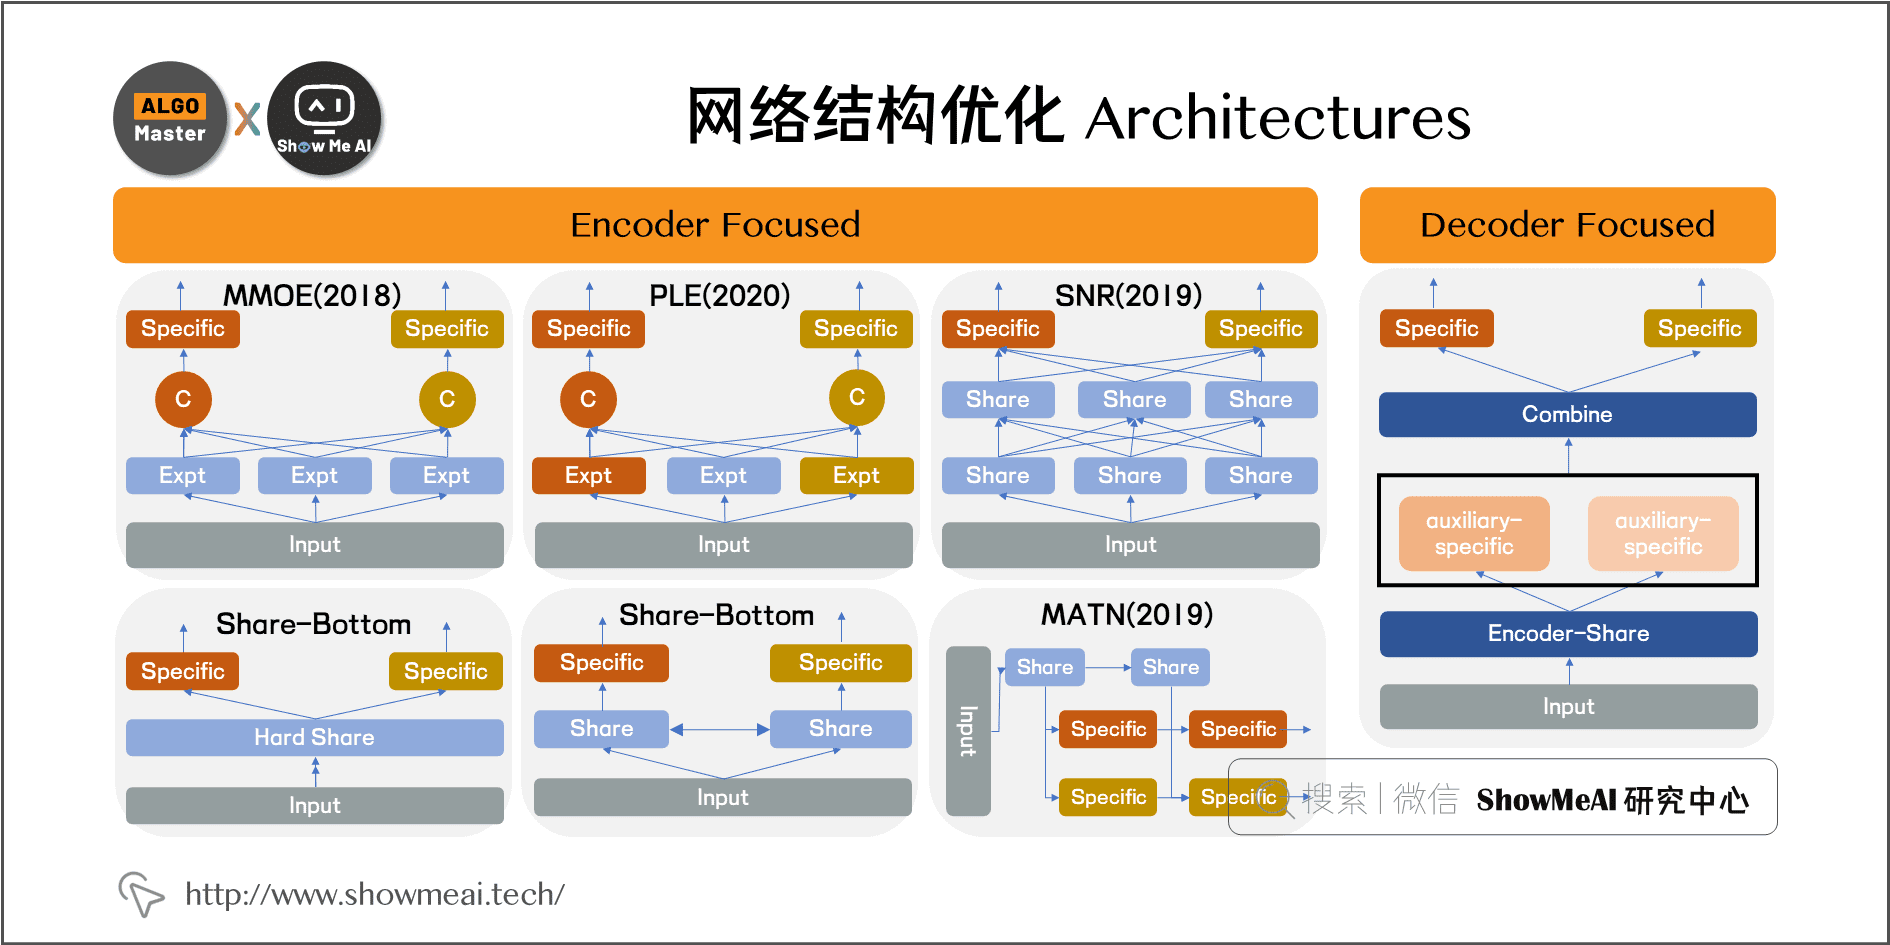 ALGO
Master
X
Show Me AI
网络结构优化 Architectures
Encoder Focused
Decoder Focused
MMOE(2018)
Specific
Specific
C
C
Expt
Expt
Expt
Input
PLE(2020)
Specific
Specific
C
C
Expt
Expt
Expt
Input
SNR(2019)
Specific
Specific
Share
Share
Share
Share
Share
Share
Input
Share-Bottom
Specific
Specific
Hard Share
Input
Share-Bottom
Specific
Specific
Share
Share
Input
MATN(2019)
Input
Share
Share
Specific
Specific
Specific
Specific
Specific
Specific
Combine
auxiliary-
specific
auxiliary-
specific
Encoder-Share
Input
搜索 | 微信 ShowMeAI 研究中心
http://www.showmeai.tech/